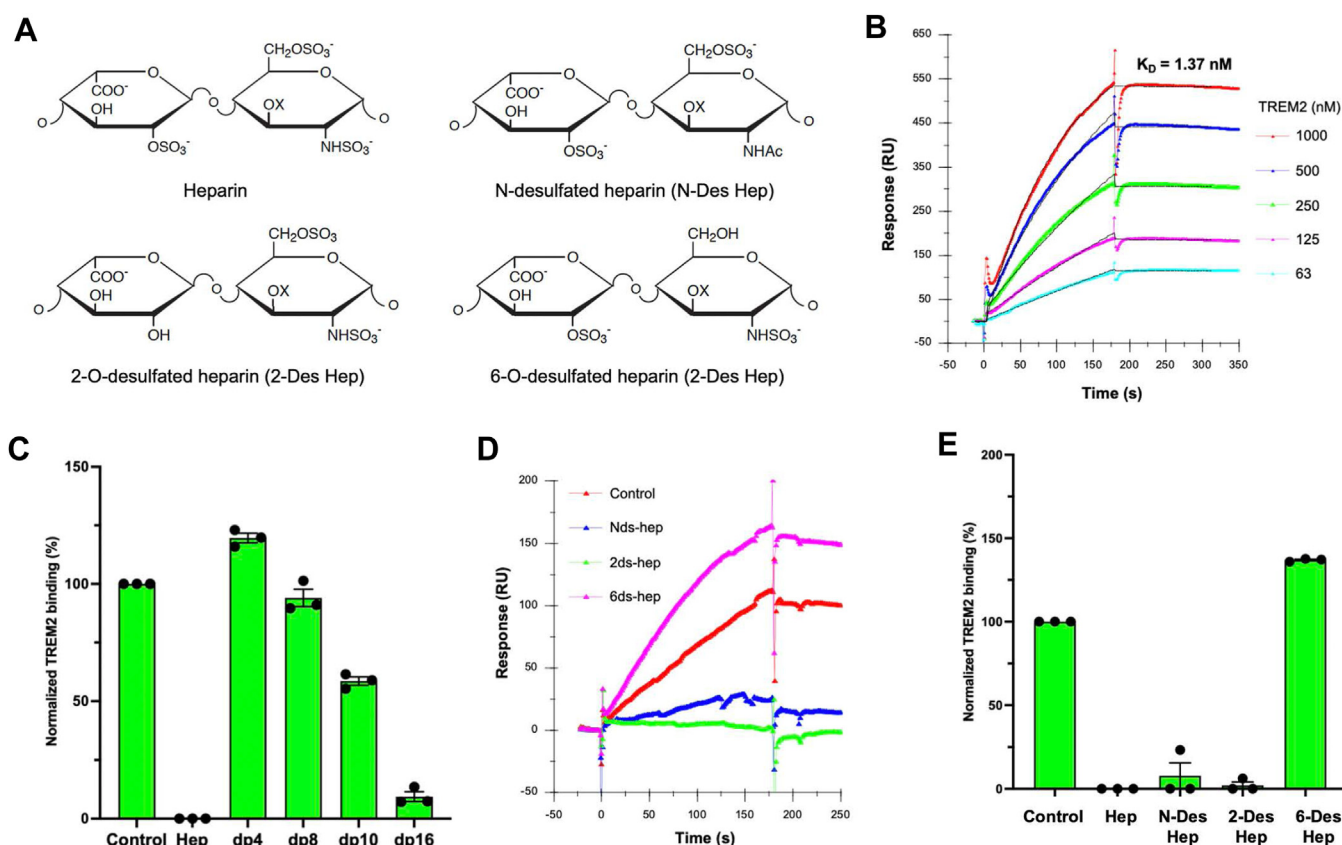 A
CH₂OSO₃⁻
O
COO⁻
OH
O
OX
O
O
OSO₃⁻
NHSO₃⁻
Heparin
CH₂OSO₃⁻
O
COO⁻
OH
O
OX
O
O
OSO₃⁻
NHAc
N-desulfated heparin (N-Des Hep)
CH₂OSO₃
O
COO⁻
OH
O
OX
O
O
OH
NHSO₃⁻
2-O-desulfated heparin (2-Des Hep)
CH₂OH
O
COO⁻
OH
O
OX
O
O
OSO₃⁻
NHSO₃⁻
6-O-desulfated heparin (2-Des Hep)
B
650
550
450
350
250
150
50
-50
Response (RU)
K_D = 1.37 nM
TREM2 (nM)
1000
500
250
125
63
-50 0 50 100 150 200 250 300 350
Time (s)
C
150
100
50
0
Normalized TREM2 binding (%)
Control Hep dp4 dp8 dp10 dp16
D
200
150
100
50
0
-50
Response (RU)
Control
Nds-hep
2ds-hep
6ds-hep
-50 0 50 100 150 200 250
Time (s)
E
200
150
100
50
0
Normalized TREM2 binding (%)
Control Hep N-Des 2-Des 6-Des
Hep Hep Hep